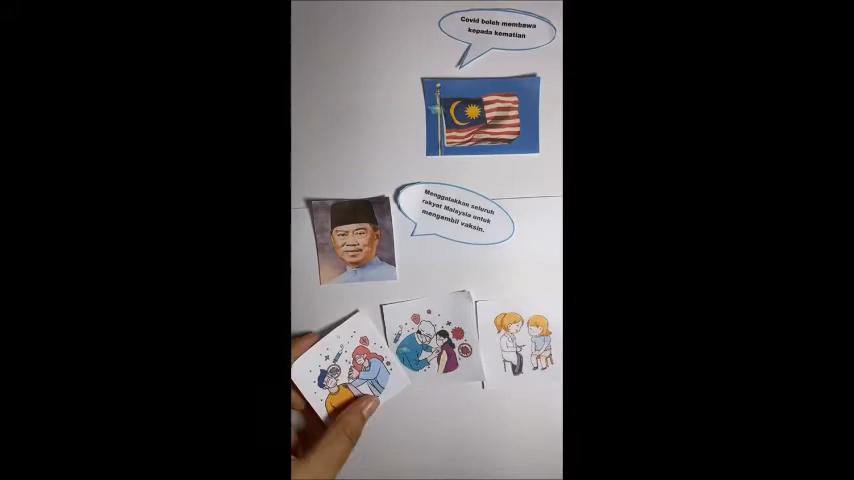 Covid boleh membawa
kepada kematian
Menggalakkan seluruh
rakyat Malaysia untuk
mengambil vaksin.